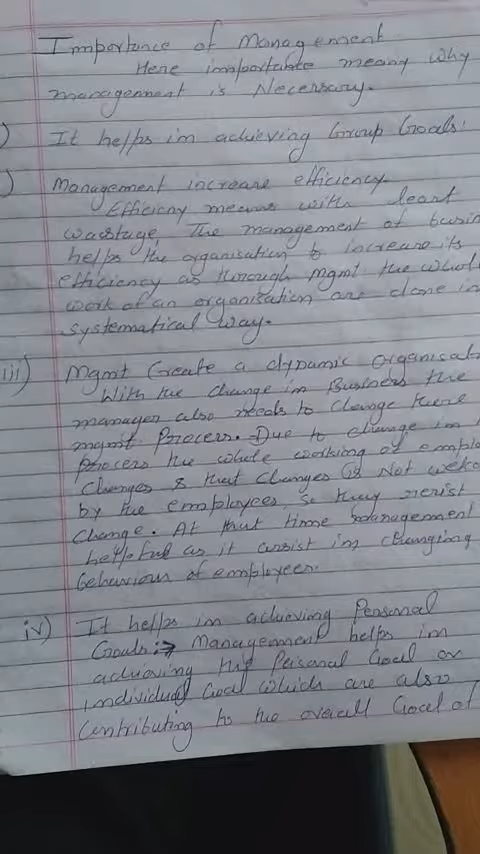 Importance of Management
Here importance meany why
management is Necessary.
) It helps in achieving Group Goals.
) Management increase efficiency
Efficieny means with least
wastage. The management of busin
helps the organisation to increase its
efficiency as through mgmt the whol
work of an organisation are done in
systematical way.
iii) Mgmt Create a dynamic organisat
With the change in Business the
manager also needs to change there
mgmt Process. Due to change in
process the whole working of emplo
Changes & that changes is Not welco
by the employees, so they resist
Change. At that time management
helpful as it assist in changing
behaviour of employees.
iv) It helps in achieving Personal
Goals :→ Management helps in
achieving the Personal Goal or
individual Goal which are also
Contributing to the overall Goal of